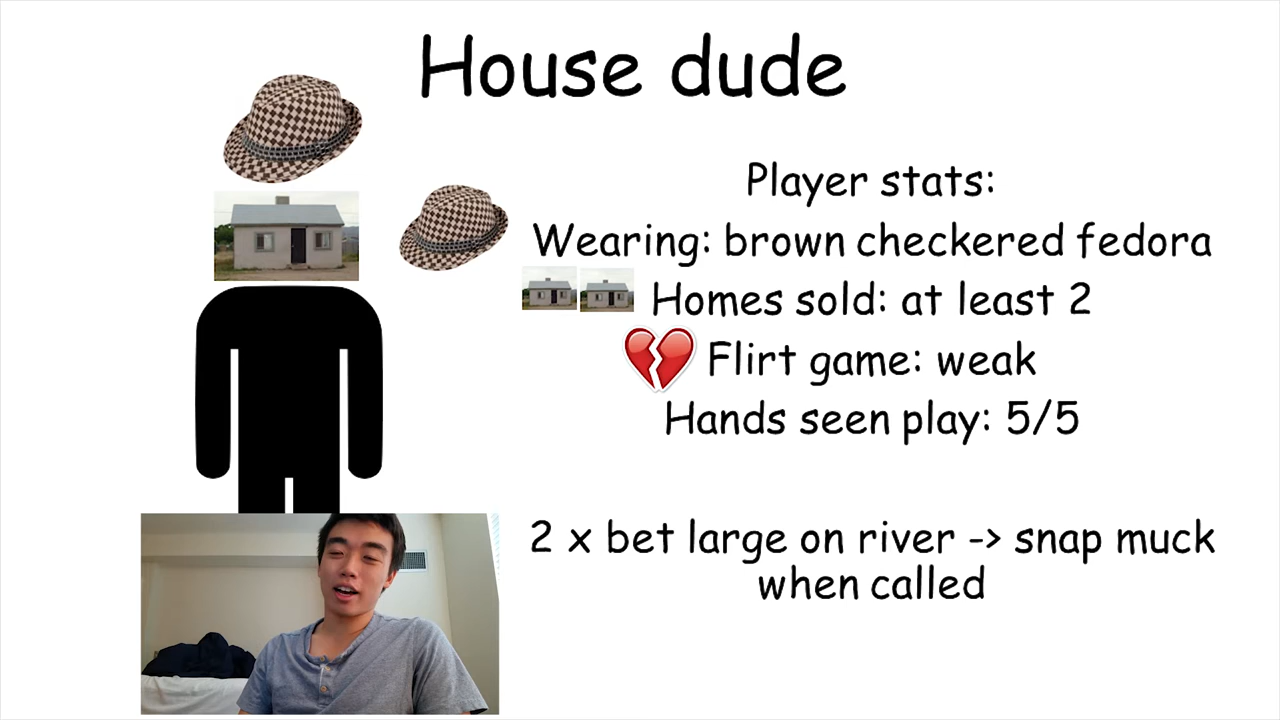 House dude
Player stats:
Wearing: brown checkered fedora
Homes sold: at least 2
Flirt game: weak
Hands seen play: 5/5
2 x bet large on river -> snap muck
when called